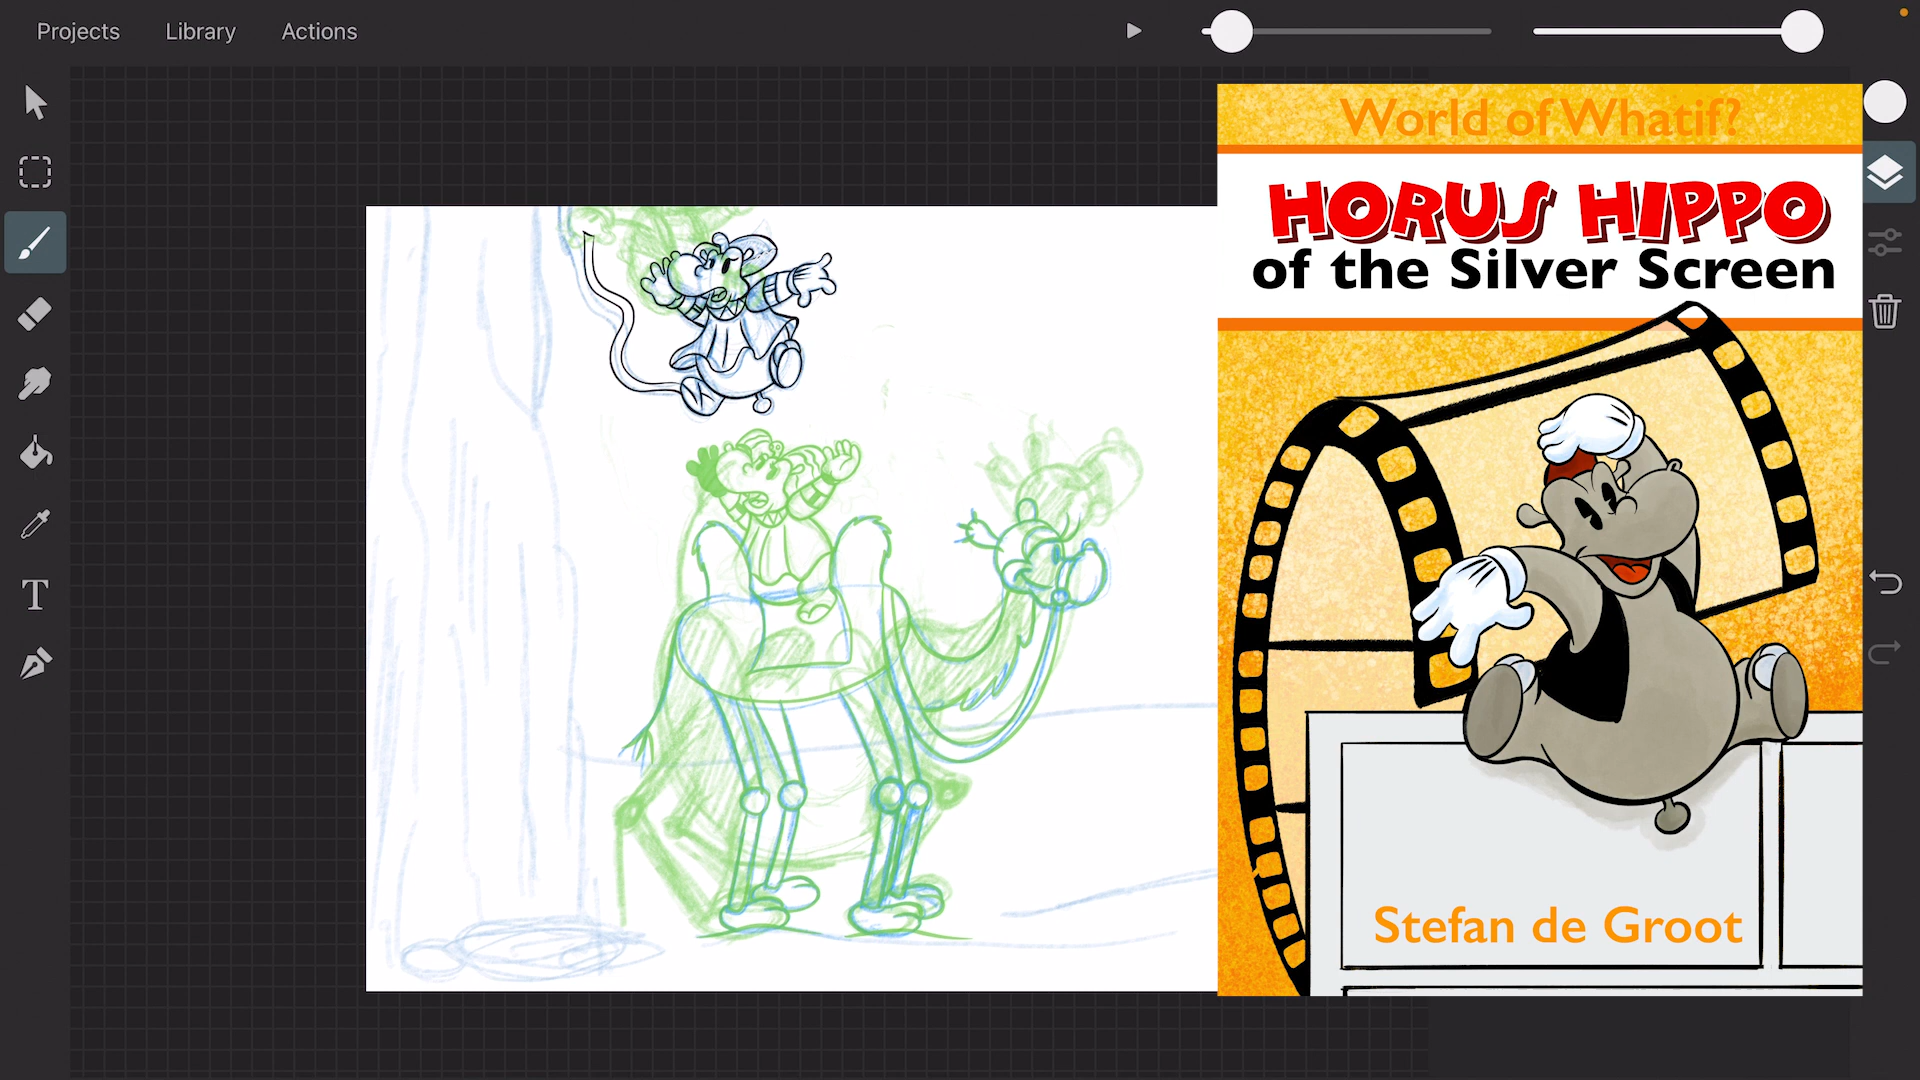 Projects Library Actions
World of Whatif?
HORUS HIPPO
of the Silver Screen
T
Stefan de Groot